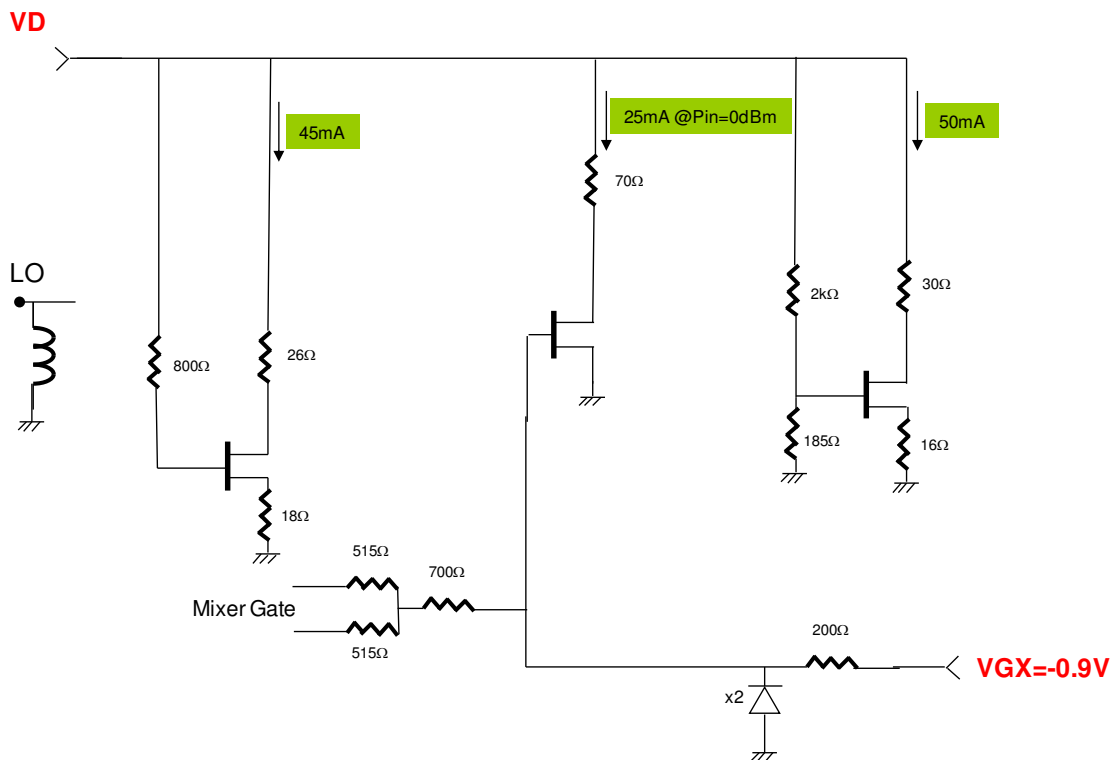 VD
45mA
25mA @Pin=0dBm
50mA
70Ω
LO
2kΩ
30Ω
800Ω
26Ω
185Ω
16Ω
18Ω
515Ω
700Ω
Mixer Gate
515Ω
200Ω
VGX=-0.9V
x2